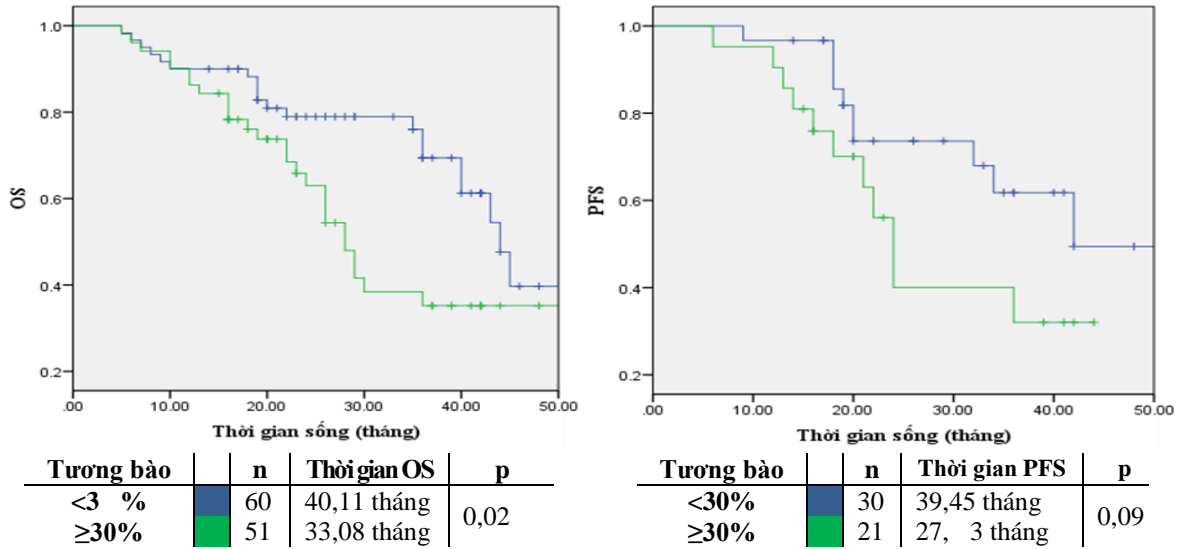 1.0
0.8
0.6
0.4
0.2
OS
.00 10.00 20.00 30.00 40.00 50.00
Thời gian sống (tháng)
Tương bào n Thời gian OS p
<3 % 60 40,11 tháng
0,02
≥30% 51 33,08 tháng
1.0
0.8
0.6
0.4
0.2
PFS
.00 10.00 20.00 30.00 40.00 50.00
Thời gian sống (tháng)
Tương bào n Thời gian PFS p
<30% 30 39,45 tháng
0,09
≥30% 21 27, 3 tháng